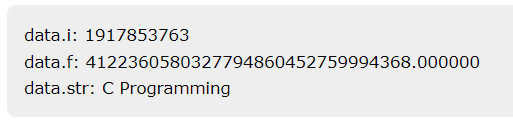 data.i: 1917853763
data.f: 4122360580327794860452759994368.000000
data.str: C Programming